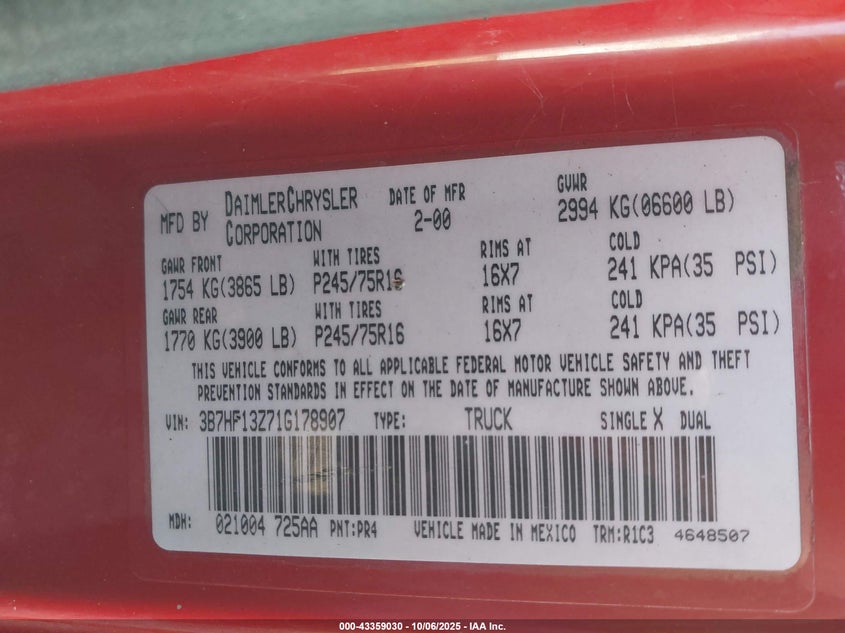 MFD BY DAIMLERCHRYSLER CORPORATION DATE OF MFR 2-00 GVWR 2994 KG(06600 LB)
GAWR FRONT WITH TIRES RIMS AT COLD
1754 KG(3865 LB) P245/75R16 16X7 241 KPA(35 PSI)
GAWR REAR WITH TIRES RIMS AT COLD
1770 KG(3900 LB) P245/75R16 16X7 241 KPA(35 PSI)
THIS VEHICLE CONFORMS TO ALL APPLICABLE FEDERAL MOTOR VEHICLE SAFETY AND THEFT
PREVENTION STANDARDS IN EFFECT ON THE DATE OF MANUFACTURE SHOWN ABOVE.
VIN: 3B7HF13Z71G178907 TYPE: TRUCK SINGLE X DUAL
MDH: 021004 725AA PNT:PR4 VEHICLE MADE IN MEXICO TRM:R1C3 4648507
000-43359030 - 10/06/2025 - IAA Inc.